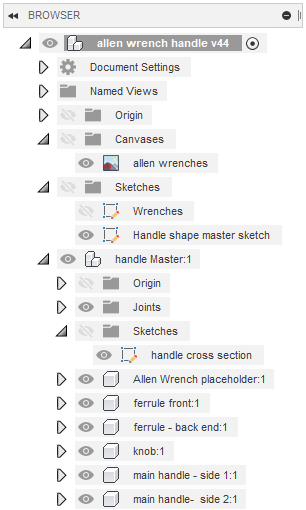 BROWSER
allen wrench handle v44
Document Settings
Named Views
Origin
Canvases
allen wrenches
Sketches
Wrenches
Handle shape master sketch
handle Master:1
Origin
Joints
Sketches
handle cross section
Allen Wrench placeholder:1
ferrule front:1
ferrule - back end:1
knob:1
main handle - side 1:1
main handle-  side 2:1